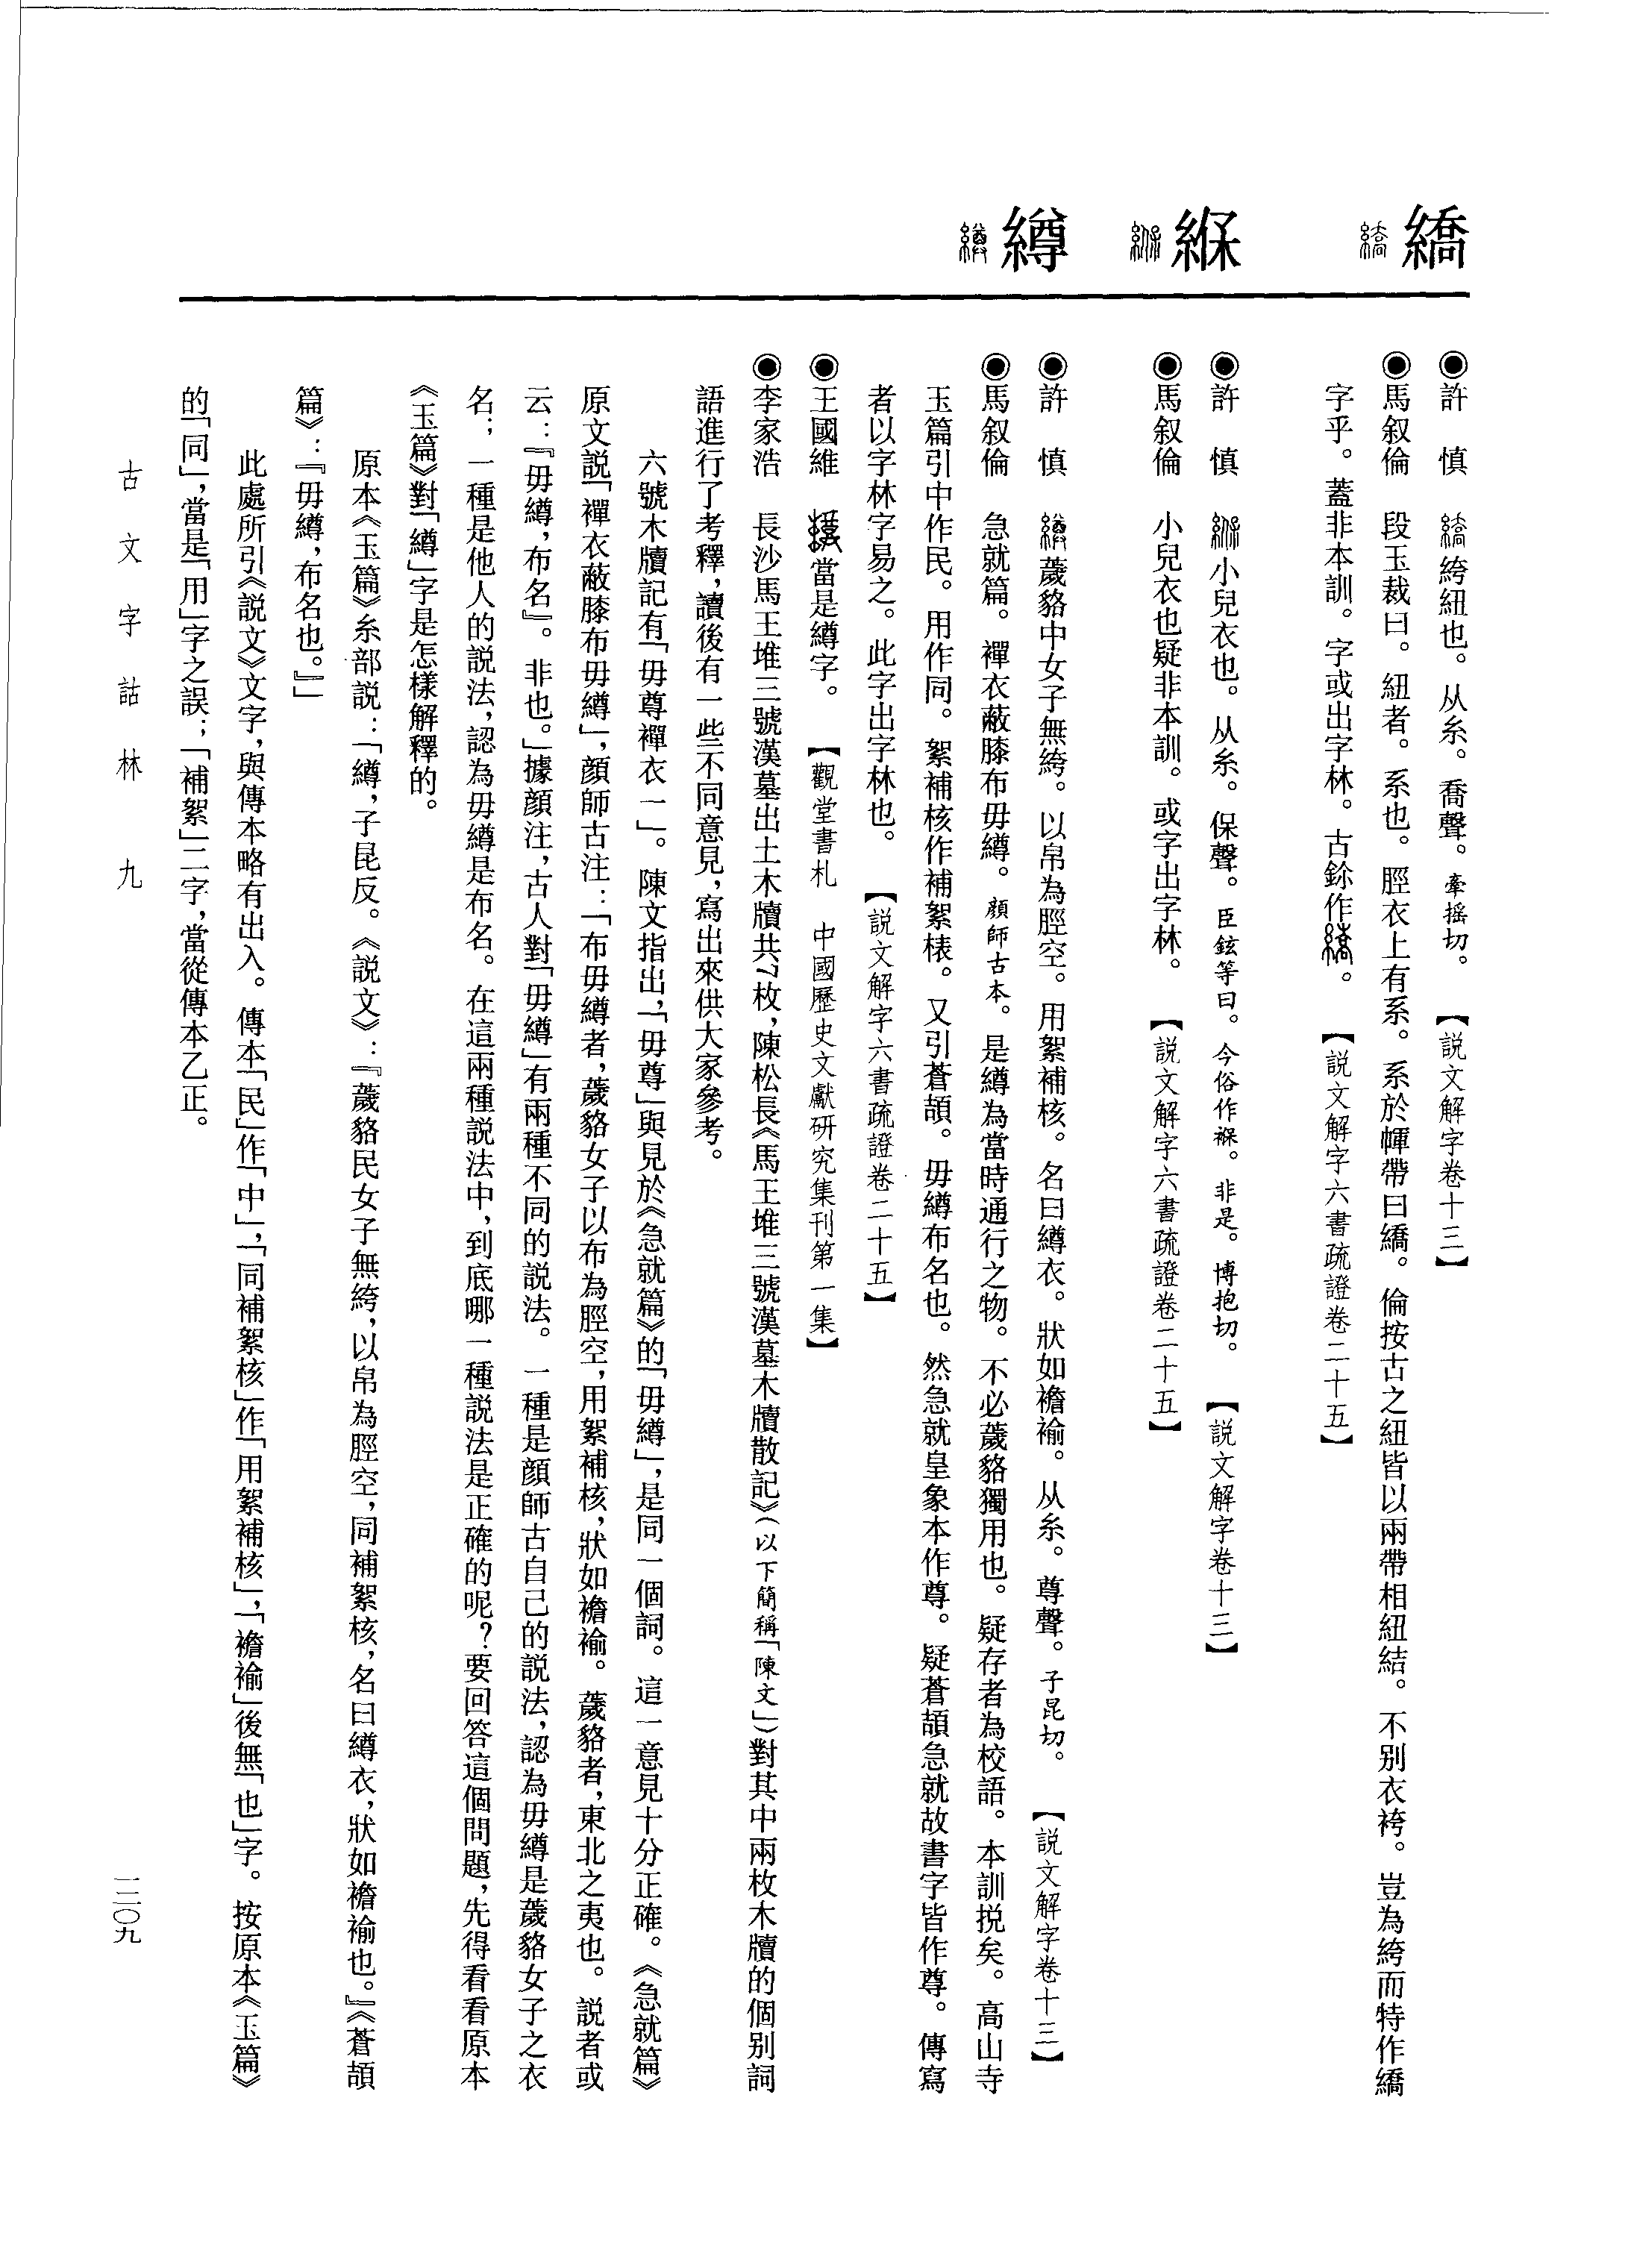 繑
◉許　慎　繑絝紐也。从糸。喬聲。牽摇切。　【説文解字卷十三】
◉馬叙倫　段玉裁曰。紐者。系也。脛衣上有系。系於㡓帶曰繑。倫按古之紐皆以兩帶相紐結。不别衣袴。豈為絝而特作繑
字乎。蓋非本訓。字或出字林。古鉨作。　【説文解字六書疏證卷二十五】
緥
◉許　慎　緥小兒衣也。从糸。保聲。臣鉉等曰。今俗作褓。非是。博抱切。　【説文解字卷十三】
◉馬叙倫　小兒衣也疑非本訓。或字出字林。　【説文解字六書疏證卷二十五】
繜
◉許　慎　繜薉貉中女子無絝。以帛為脛空。用絮補核。名曰繜衣。狀如襜褕。从糸。尊聲。子昆切。　【説文解字卷十三】
◉馬叙倫　急就篇。襌衣蔽膝布毋繜。顔師古本。是繜為當時通行之物。不必薉貉獨用也。疑存者為校語。本訓挩矣。高山寺
玉篇引中作民。用作同。絮補核作補絮棪。又引蒼頡。毋繜布名也。然急就皇象本作尊。疑蒼頡急就故書字皆作尊。傳寫
者以字林字易之。此字出字林也。　【説文解字六書疏證卷二十五】
◉王國維　當是繜字。　【觀堂書札　中國歷史文獻研究集刊第一集】
◉李家浩　長沙馬王堆三號漢墓出土木牘共7枚，陳松長《馬王堆三號漢墓木牘散記》（以下簡稱「陳文」）對其中兩枚木牘的個别詞
語進行了考釋，讀後有一些不同意見，寫出來供大家參考。
六號木牘記有「毋尊襌衣一」。陳文指出，「毋尊」與見於《急就篇》的「毋繜」，是同一個詞。這一意見十分正確。《急就篇》
原文説「襌衣蔽膝布毋繜」，顔師古注：「布毋繜者，薉貉女子以布為脛空，用絮補核，狀如襜褕。薉貉者，東北之夷也。説者或
云：『毋繜，布名』。非也。」據顔注，古人對「毋繜」有兩種不同的説法。一種是顔師古自己的説法，認為毋繜是薉貉女子之衣
名；一種是他人的説法，認為毋繜是布名。在這兩種説法中，到底哪一種説法是正確的呢？要回答這個問題，先得看看原本
《玉篇》對「繜」字是怎樣解釋的。
原本《玉篇》糸部説：「繜，子昆反。《説文》：『薉貉民女子無絝，以帛為脛空，同補絮核，名曰繜衣，狀如襜褕也。』《蒼頡
篇》：『毋繜，布名也。』」
此處所引《説文》文字，與傳本略有出入。傳本「民」作「中」，「同補絮核」作「用絮補核」，「襜褕」後無「也」字。按原本《玉篇》
的「同」，當是「用」字之誤；「補絮」二字，當從傳本乙正。
古文字詁林　九
一二〇九